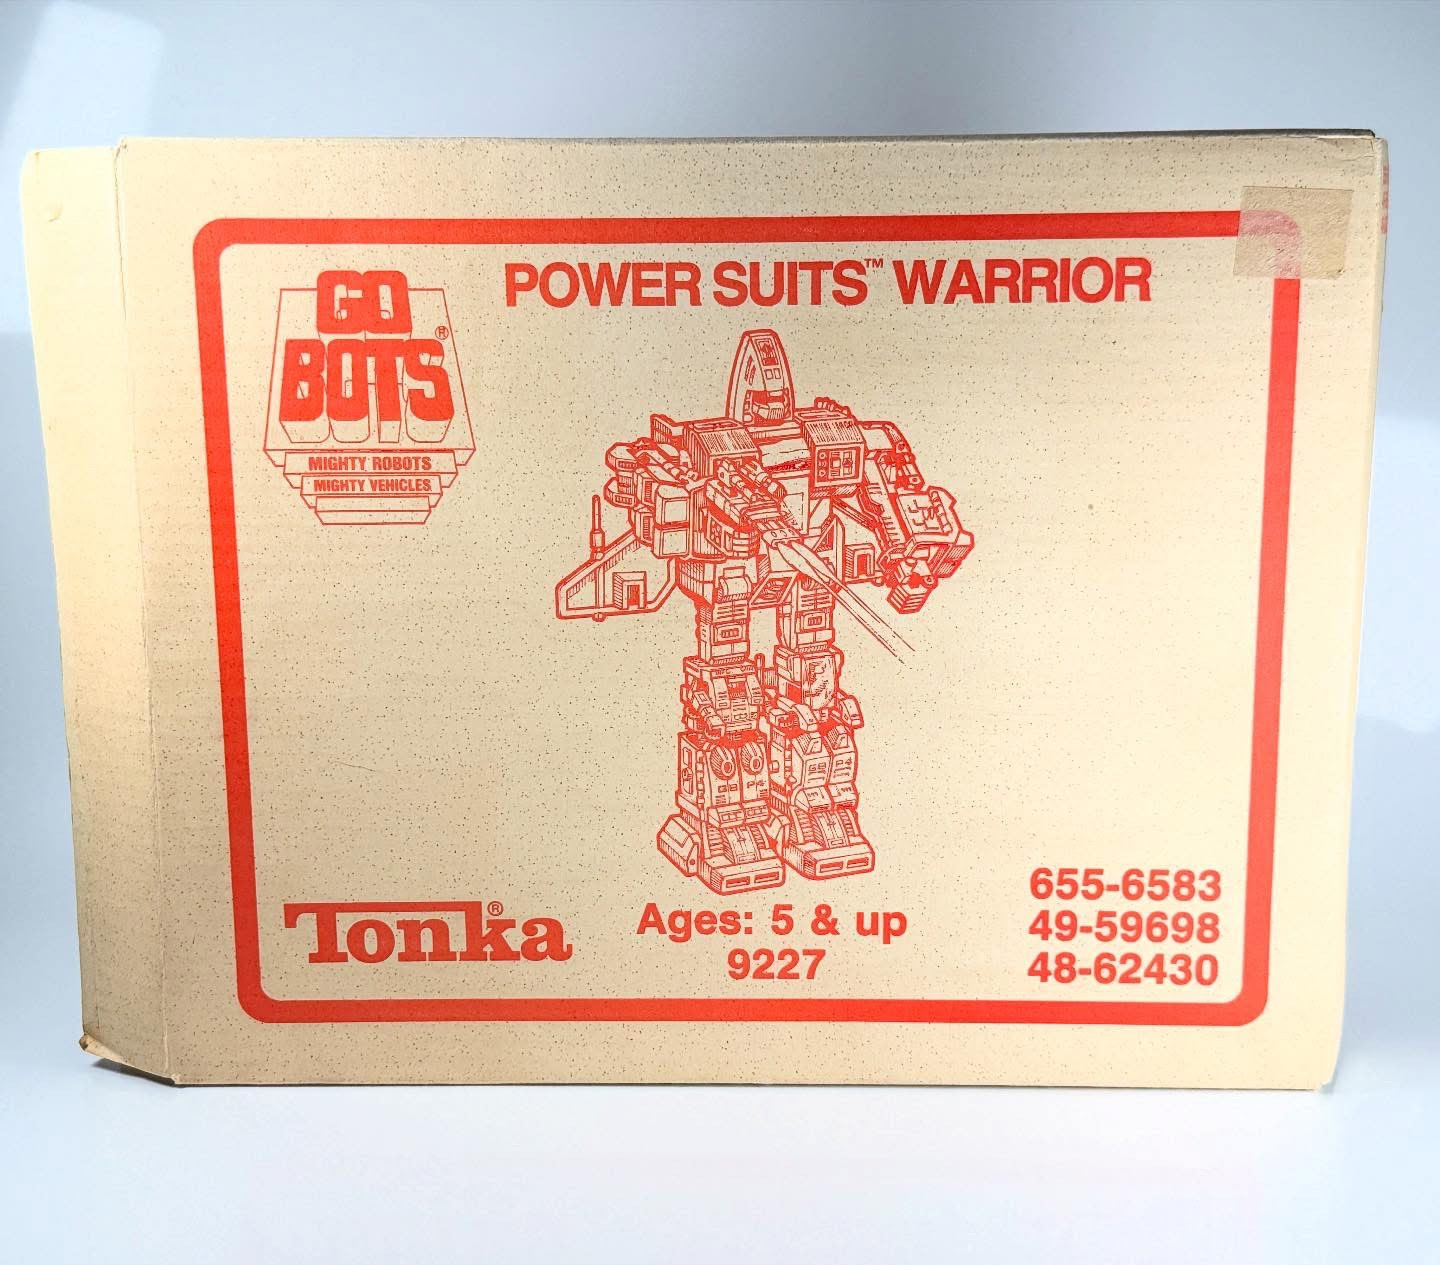 GO
BOTS®
MIGHTY ROBOTS
MIGHTY VEHICLES
POWER SUITS™ WARRIOR
Tonka®
Ages: 5 & up
9227
655-6583
49-59698
48-62430